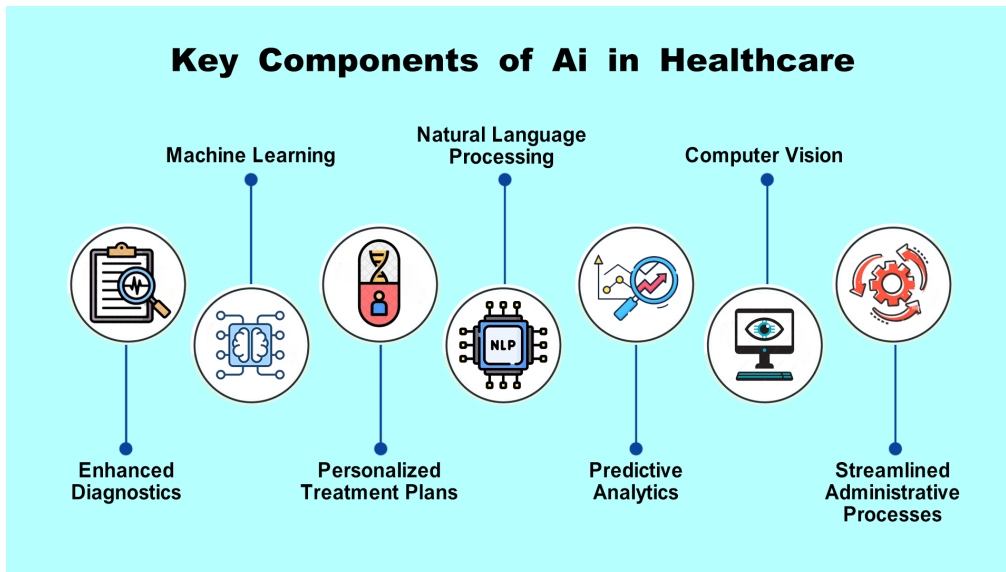 Key Components of Ai in Healthcare
Natural Language
Processing
Machine Learning
Computer Vision
NLP
Enhanced
Diagnostics
Personalized
Treatment Plans
Predictive
Analytics
Streamlined
Administrative
Processes